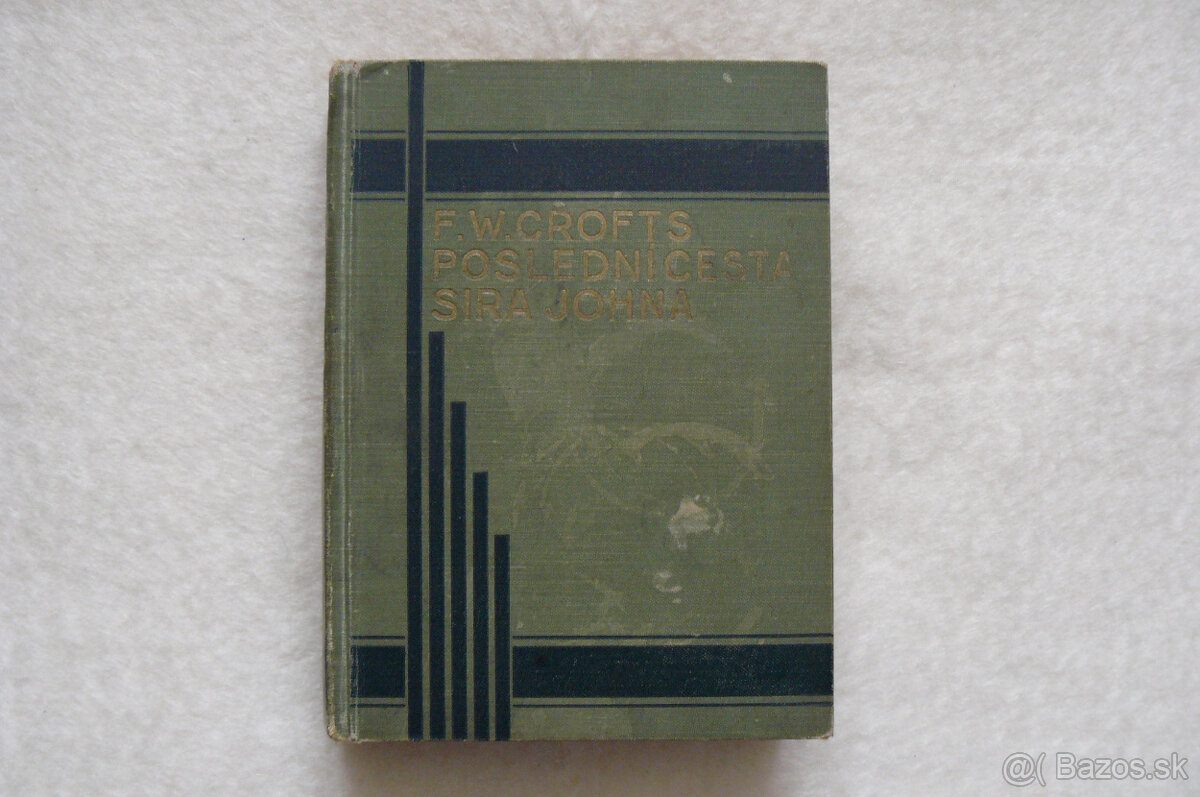 F. W. CROFTS
POSLEDNÍ CESTA
SIRA JOHNA
@( Bazos.sk